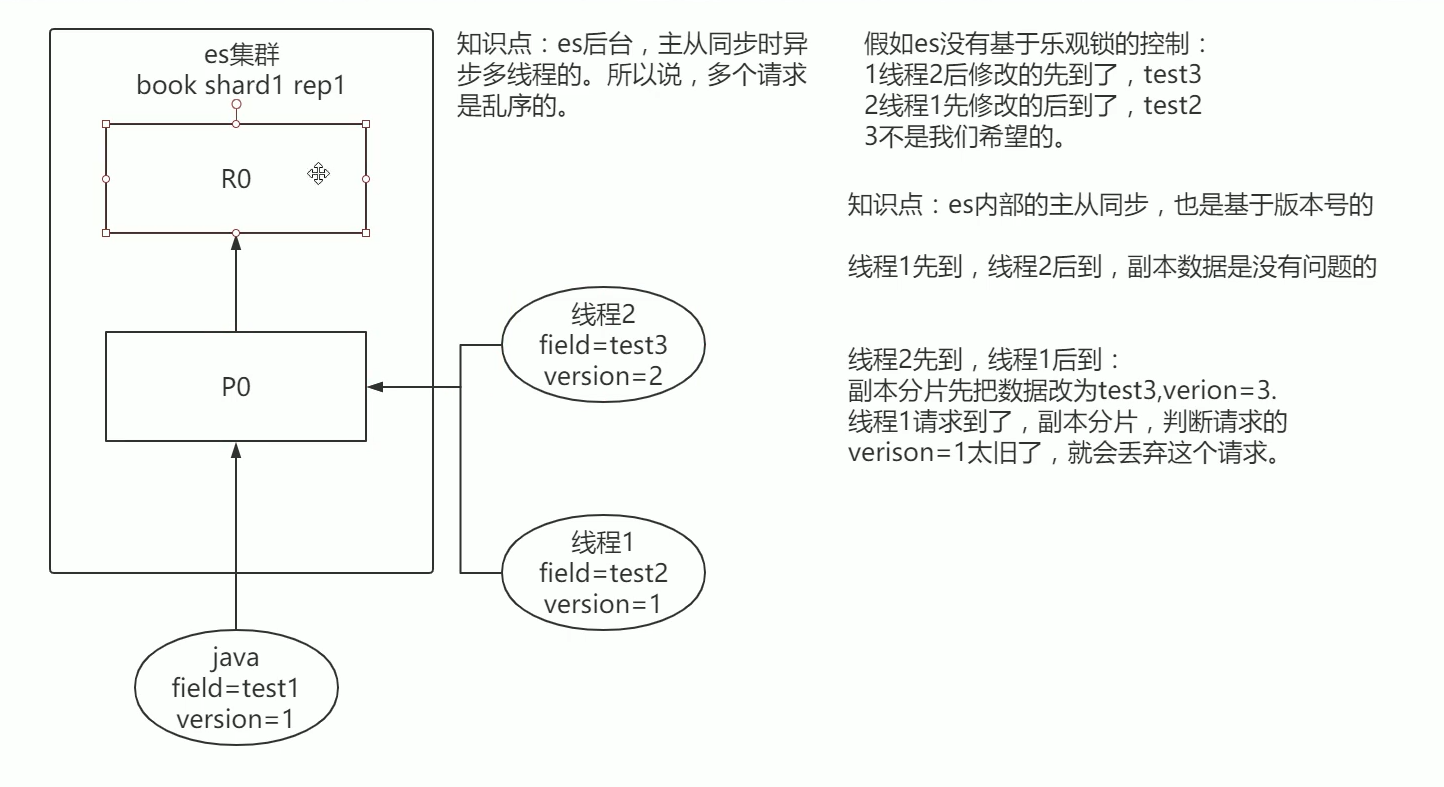 es集群
book shard1 rep1
R0
P0
java
field=test1
version=1
知识点：es后台，主从同步时异
步多线程的。所以说，多个请求
是乱序的。
线程2
field=test3
version=2
线程1
field=test2
version=1
假如es没有基于乐观锁的控制：
1线程2后修改的先到了，test3
2线程1先修改的后到了，test2
3不是我们希望的。
知识点：es内部的主从同步，也是基于版本号的
线程1先到，线程2后到，副本数据是没有问题的
线程2先到，线程1后到：
副本分片先把数据改为test3,verion=3.
线程1请求到了，副本分片，判断请求的
verison=1太旧了，就会丢弃这个请求。